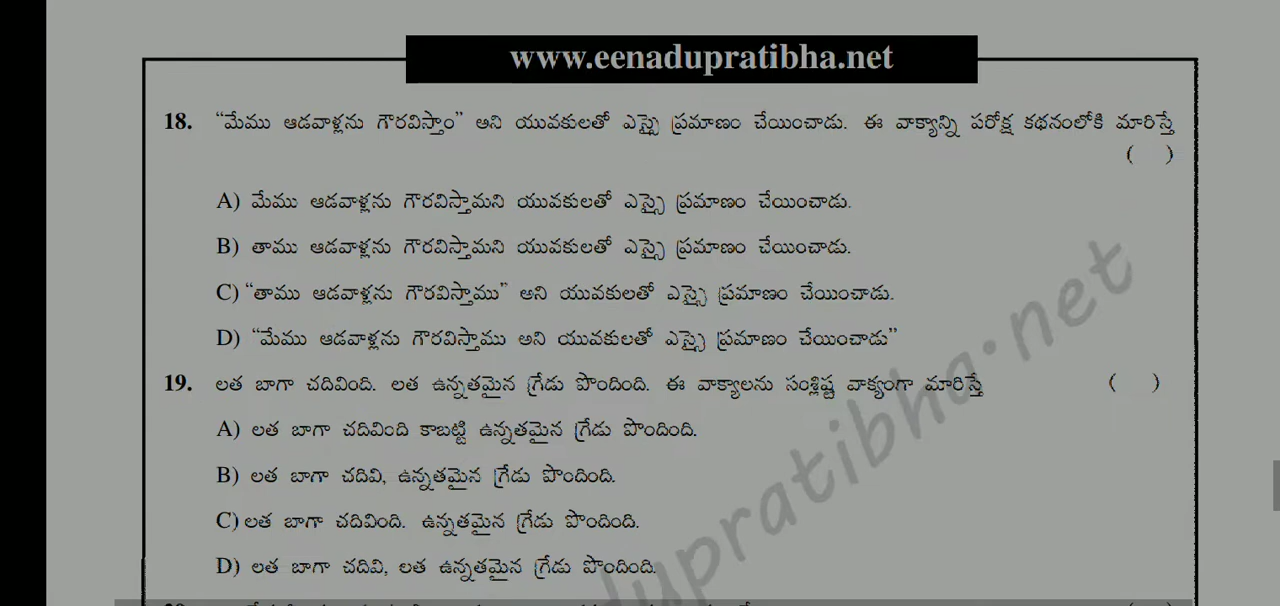 www.eenadupratibha.net
18. “మేము ఆడవాళ్లను గౌరవిస్తాం” అని యువకులతో ఎస్సై ప్రమాణం చేయించాడు. ఈ వాక్యాన్ని పరోక్ష కథనంలోకి మారిస్తే
( )
A) మేము ఆడవాళ్లను గౌరవిస్తామని యువకులతో ఎస్సై ప్రమాణం చేయించాడు.
B) తాము ఆడవాళ్లను గౌరవిస్తామని యువకులతో ఎస్సై ప్రమాణం చేయించాడు.
C) “తాము ఆడవాళ్లను గౌరవిస్తాము” అని యువకులతో ఎస్సై ప్రమాణం చేయించాడు.
D) “మేము ఆడవాళ్లను గౌరవిస్తాము అని యువకులతో ఎస్సై ప్రమాణం చేయించాడు”
19. లత బాగా చదివింది. లత ఉన్నతమైన గ్రేడు పొందింది. ఈ వాక్యాలను సంశ్లిష్ట వాక్యంగా మారిస్తే ( )
A) లత బాగా చదివింది కాబట్టి ఉన్నతమైన గ్రేడు పొందింది.
B) లత బాగా చదివి, ఉన్నతమైన గ్రేడు పొందింది.
C) లత బాగా చదివింది. ఉన్నతమైన గ్రేడు పొందింది.
D) లత బాగా చదివి, లత ఉన్నతమైన గ్రేడు పొందింది.
dupratibha.net